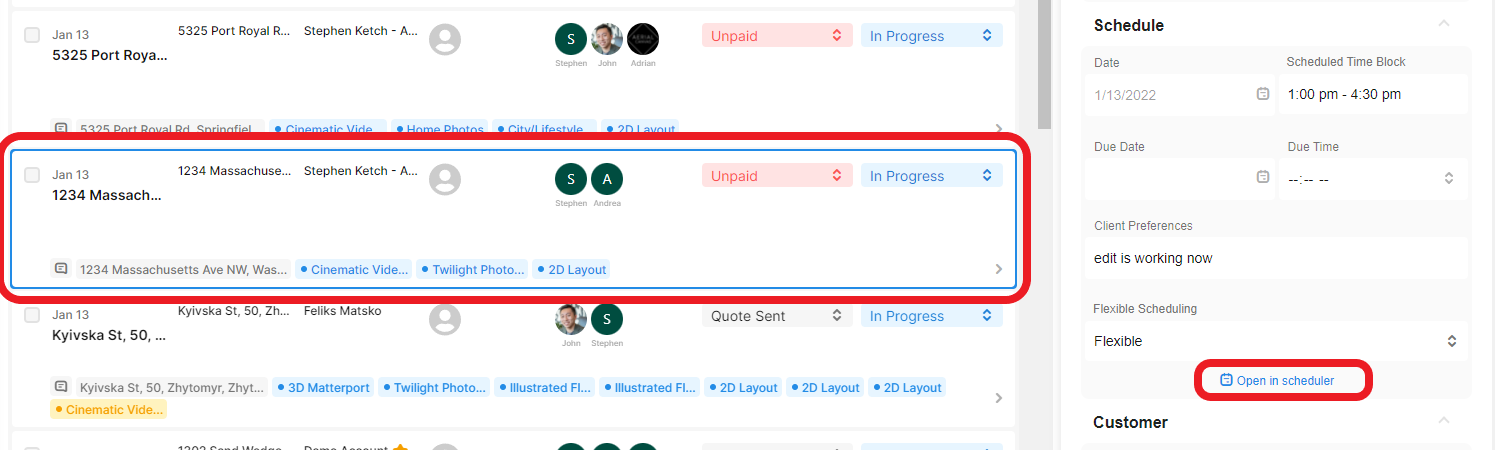 Jan 13
5325 Port Roya...
5325 Port Royal R...
Stephen Ketch - A...
S
Stephen
John
Adrian
Unpaid
In Progress
5325 Port Royal Rd, Springfiel...
Cinematic Vide...
Home Photos
City/Lifestyle...
2D Layout
Jan 13
1234 Massach...
1234 Massachuse...
Stephen Ketch - A...
S
Stephen
A
Andrea
Unpaid
In Progress
1234 Massachusetts Ave NW, Was...
Cinematic Vide...
Twilight Photo...
2D Layout
Jan 13
Kyivska St, 50, ...
Kyivska St, 50, Zh...
Feliks Matsko
John
S
Stephen
Quote Sent
In Progress
Kyivska St, 50, Zhytomyr, Zhyt...
3D Matterport
Twilight Photo...
Illustrated Fl...
Illustrated Fl...
2D Layout
2D Layout
2D Layout
Cinematic Vide...
Demo Account
Schedule
Date
1/13/2022
Scheduled Time Block
1:00 pm - 4:30 pm
Due Date
Due Time
--:-- --
Client Preferences
edit is working now
Flexible Scheduling
Flexible
Open in scheduler
Customer